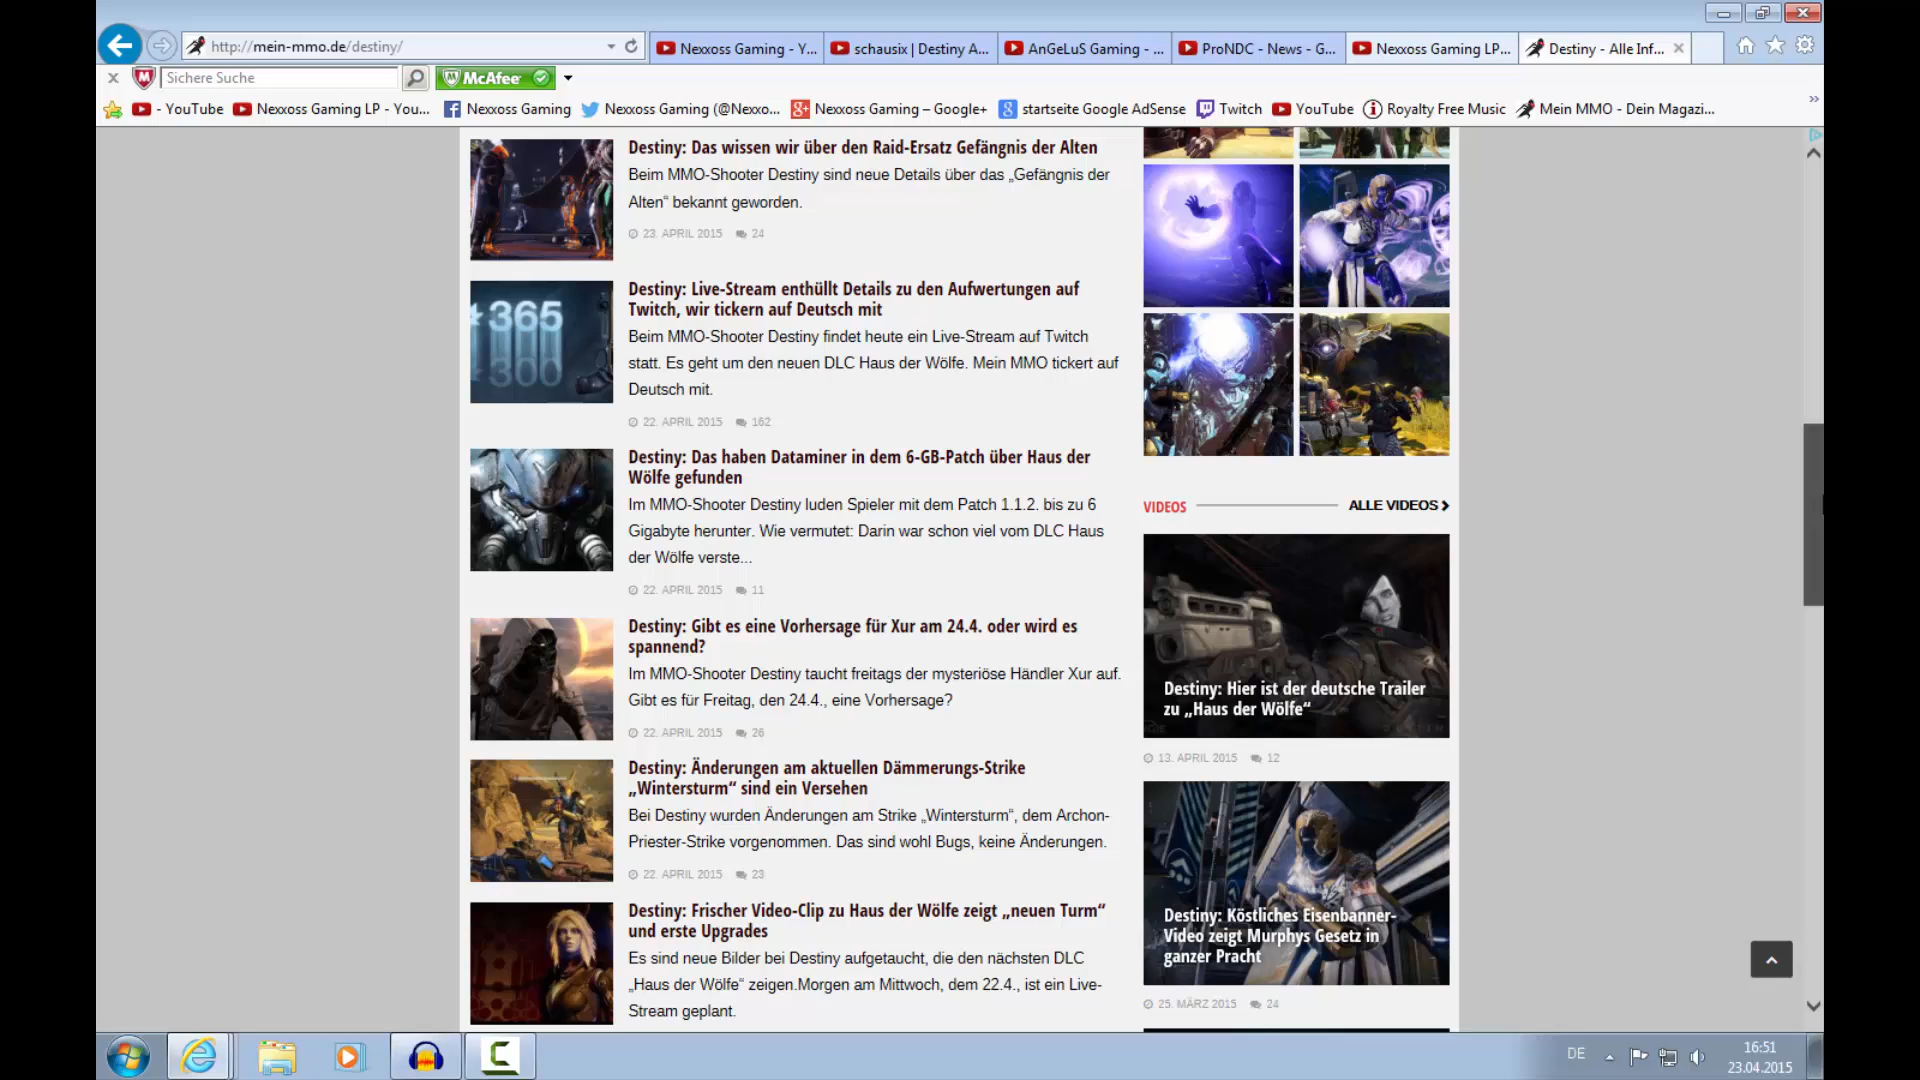 http://mein-mmo.de/destiny/
Nexxoss Gaming - Y...
schausix | Destiny A...
AnGeLuS Gaming - ...
ProNDC - News - G...
Nexxoss Gaming LP...
Destiny - Alle Inf...
Sichere Suche
McAfee
- YouTube
Nexxoss Gaming LP - You...
Nexxoss Gaming
Nexxoss Gaming (@Nexxo...
Nexxoss Gaming – Google+
startseite Google AdSense
Twitch
YouTube
Royalty Free Music
Mein MMO - Dein Magazi...
Destiny: Das wissen wir über den Raid-Ersatz Gefängnis der Alten
Beim MMO-Shooter Destiny sind neue Details über das „Gefängnis der
Alten“ bekannt geworden.
23. APRIL 2015 24
365
300
Destiny: Live-Stream enthüllt Details zu den Aufwertungen auf
Twitch, wir tickern auf Deutsch mit
Beim MMO-Shooter Destiny findet heute ein Live-Stream auf Twitch
statt. Es geht um den neuen DLC Haus der Wölfe. Mein MMO tickert auf
Deutsch mit.
22. APRIL 2015 162
Destiny: Das haben Dataminer in dem 6-GB-Patch über Haus der
Wölfe gefunden
Im MMO-Shooter Destiny luden Spieler mit dem Patch 1.1.2. bis zu 6
Gigabyte herunter. Wie vermutet: Darin war schon viel vom DLC Haus
der Wölfe verste...
22. APRIL 2015 11
Destiny: Gibt es eine Vorhersage für Xur am 24.4. oder wird es
spannend?
Im MMO-Shooter Destiny taucht freitags der mysteriöse Händler Xur auf.
Gibt es für Freitag, den 24.4., eine Vorhersage?
22. APRIL 2015 26
Destiny: Änderungen am aktuellen Dämmerungs-Strike
„Wintersturm“ sind ein Versehen
Bei Destiny wurden Änderungen am Strike „Wintersturm“, dem Archon-
Priester-Strike vorgenommen. Das sind wohl Bugs, keine Änderungen.
22. APRIL 2015 23
Destiny: Frischer Video-Clip zu Haus der Wölfe zeigt „neuen Turm“
und erste Upgrades
Es sind neue Bilder bei Destiny aufgetaucht, die den nächsten DLC
„Haus der Wölfe“ zeigen.Morgen am Mittwoch, dem 22.4., ist ein Live-
Stream geplant.
VIDEOS
ALLE VIDEOS
Destiny: Hier ist der deutsche Trailer
zu „Haus der Wölfe“
13. APRIL 2015 12
Destiny: Köstliches Eisenbanner-
Video zeigt Murphys Gesetz in
ganzer Pracht
25. MÄRZ 2015 24
DE
16:51
23.04.2015